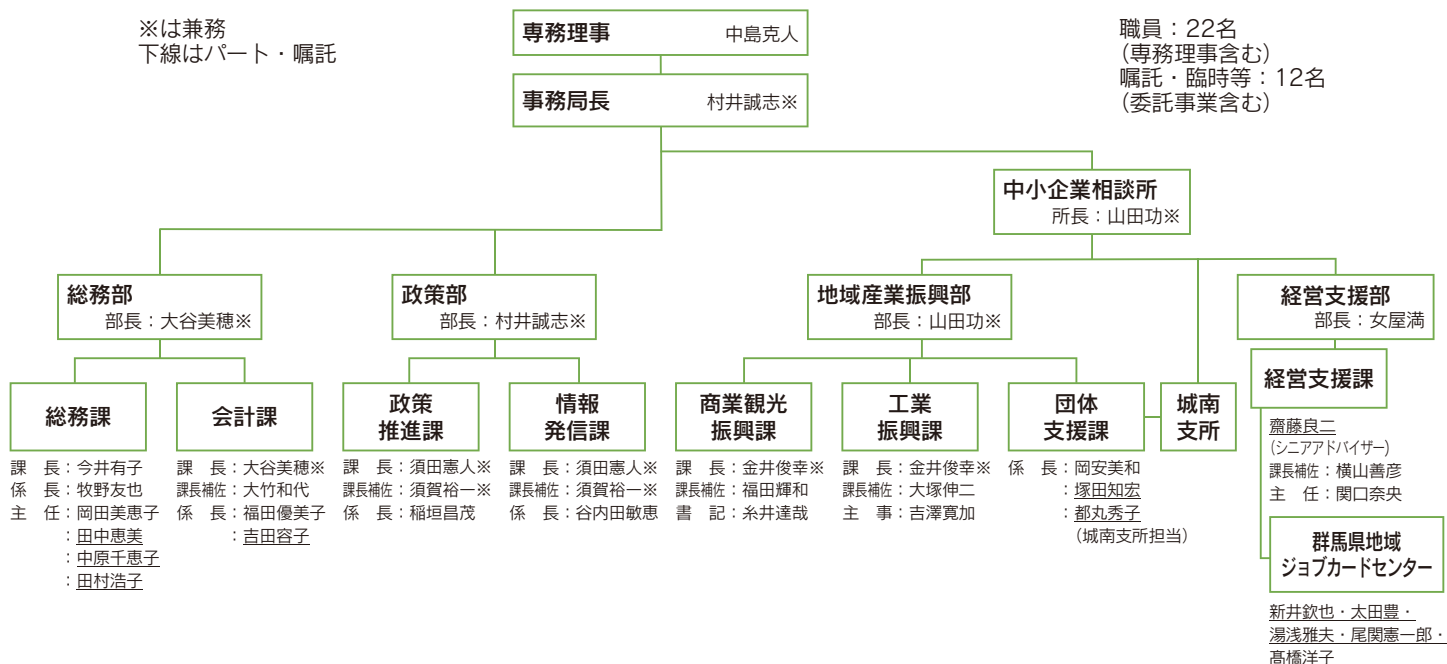 ※は兼務
下線はパート・嘱託
専務理事 中島克人
事務局長 村井誠志※
職員：22名
(専務理事含む)
嘱託・臨時等：12名
(委託事業含む)
中小企業相談所
所長：山田功※
総務部
部長：大谷美穂※
政策部
部長：村井誠志※
地域産業振興部
部長：山田功※
経営支援部
部長：女屋満
総務課
課　長：今井有子
係　長：牧野友也
主　任：岡田美恵子
：田中恵美
：中原千恵子
：田村浩子
会計課
課　長：大谷美穂※
課長補佐：大竹和代
係　長：福田優美子
：吉田容子
政策
推進課
課　長：須田憲人※
課長補佐：須賀裕一※
係　長：稲垣昌茂
情報
発信課
課　長：須田憲人※
課長補佐：須賀裕一※
係　長：谷内田敏恵
商業観光
振興課
課　長：金井俊幸※
課長補佐：福田輝和
書　記：糸井達哉
工業
振興課
課　長：金井俊幸※
課長補佐：大塚伸二
主　事：吉澤寛加
団体
支援課
係　長：岡安美和
：塚田知宏
：都丸秀子
（城南支所担当）
城南
支所
経営支援課
齋藤良二
(シニアアドバイザー)
課長補佐：横山善彦
主　任：関口奈央
群馬県地域
ジョブカードセンター
新井欽也・太田豊・
湯浅雅夫・尾関憲一郎・
髙橋洋子